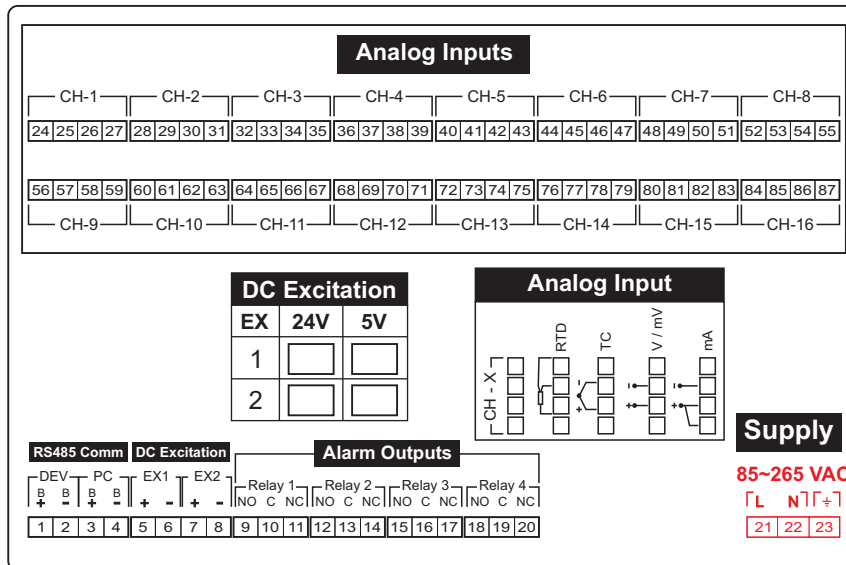 Analog Inputs
CH-1 CH-2 CH-3 CH-4 CH-5 CH-6 CH-7 CH-8
24 25 26 27 28 29 30 31 32 33 34 35 36 37 38 39 40 41 42 43 44 45 46 47 48 49 50 51 52 53 54 55
56 57 58 59 60 61 62 63 64 65 66 67 68 69 70 71 72 73 74 75 76 77 78 79 80 81 82 83 84 85 86 87
CH-9 CH-10 CH-11 CH-12 CH-13 CH-14 CH-15 CH-16
DC Excitation
EX 24V 5V
1
2
Analog Input
CH - X RTD TC V / mV mA
- - -
+ + +
RS485 Comm DC Excitation Alarm Outputs
DEV PC EX1 EX2 Relay 1 Relay 2 Relay 3 Relay 4
B B B B
+ - + - + - + - NO C NC NO C NC NO C NC NO C NC
1 2 3 4 5 6 7 8 9 10 11 12 13 14 15 16 17 18 19 20
Supply
85~265 VAC
L N
21 22 23